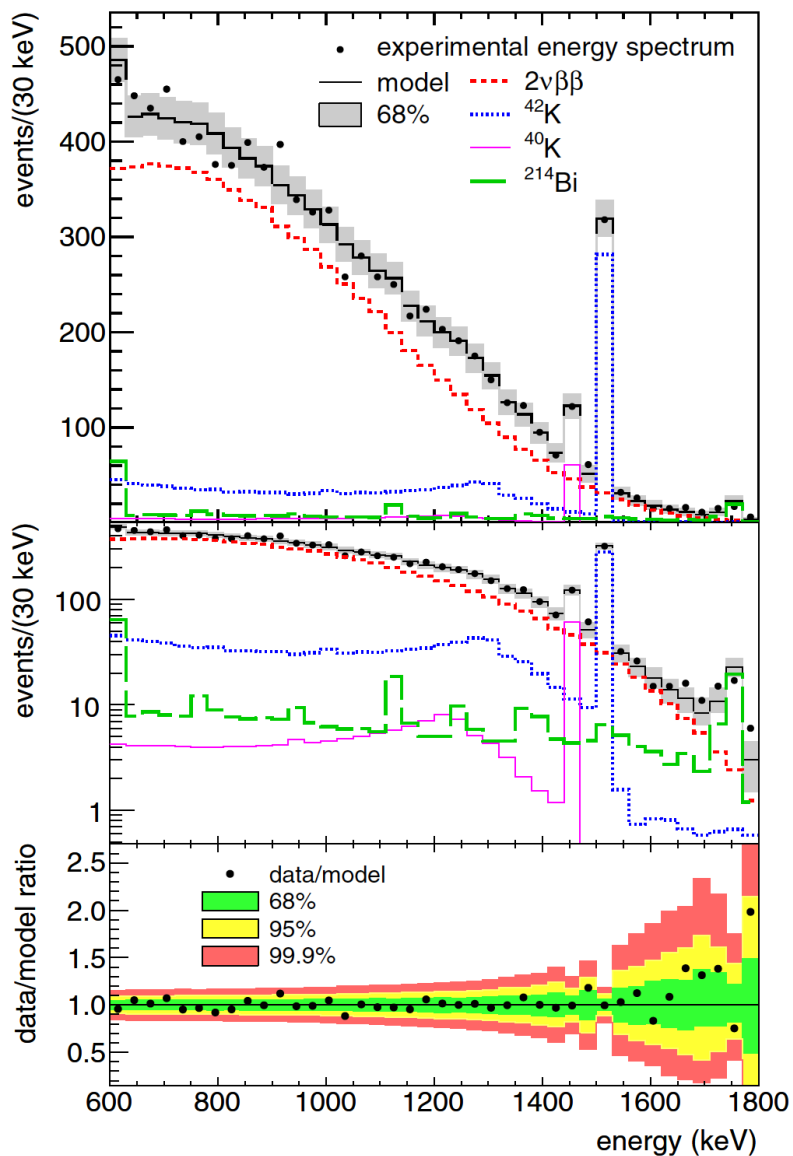 events/(30 keV)
500
400
300
200
100
experimental energy spectrum
model
68%
2νββ
⁴²K
⁴⁰K
²¹⁴Bi
events/(30 keV)
100
10
1
data/model ratio
2.5
2.0
1.5
1.0
0.5
data/model
68%
95%
99.9%
600 800 1000 1200 1400 1600 1800
energy (keV)